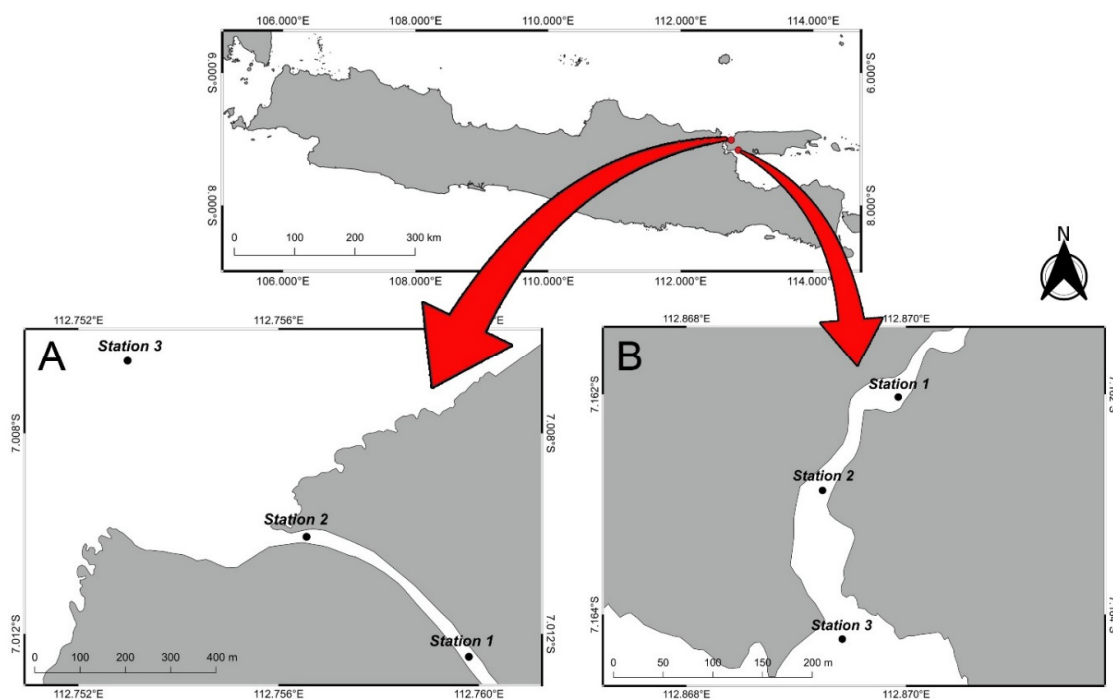 106.000°E 108.000°E 110.000°E 112.000°E 114.000°E
6.000°S 6.000°S
8.000°S 8.000°S
0 100 200 300 km
106.000°E 108.000°E 110.000°E 112.000°E 114.000°E
N
112.752°E 112.756°E °E
A
Station 3
7.008°S 7.008°S
Station 2
Station 1
7.012°S 7.012°S
0 100 200 300 400 m
112.752°E 112.756°E 112.760°E
112.868°E 112.870°E
B
Station 1
7.162°S 7.162°S
Station 2
7.164°S 7.164°S
Station 3
0 50 100 150 200 m
112.868°E 112.870°E